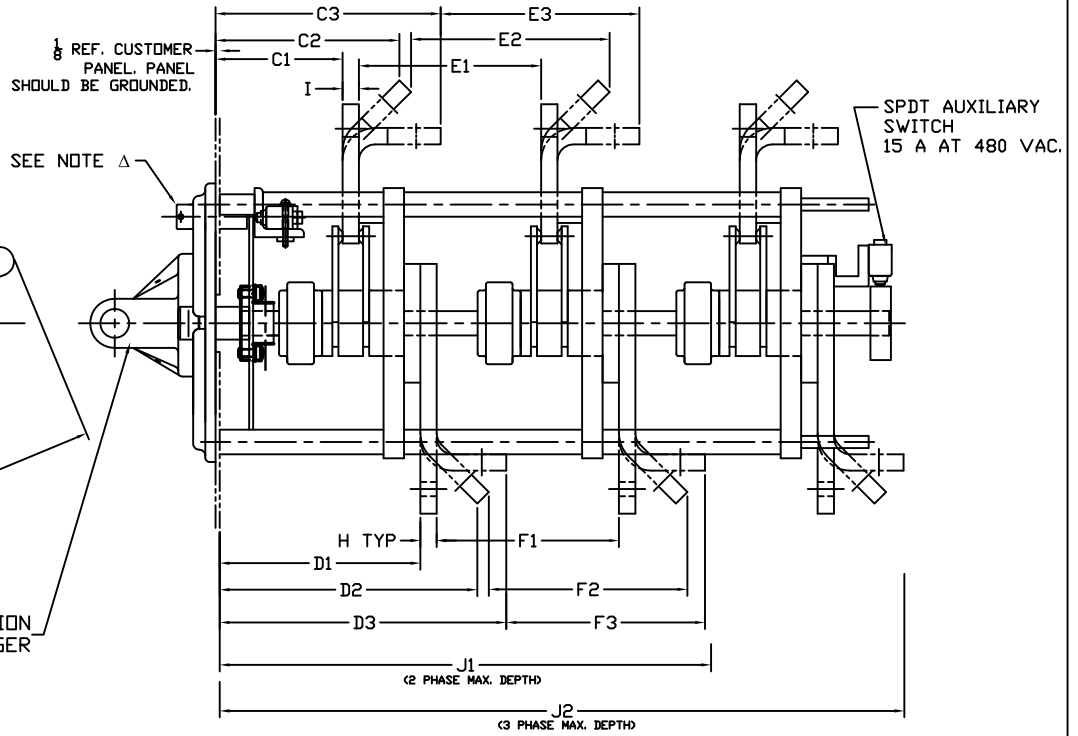 C3
E3
1/8 REF. CUSTOMER
PANEL. PANEL
SHOULD BE GROUNDED.
C2
E2
C1
E1
I
SPDT AUXILIARY
SWITCH
15 A AT 480 VAC.
SEE NOTE Δ
H TYP
F1
D1
D2
F2
D3
F3
J1
(2 PHASE MAX. DEPTH)
J2
(3 PHASE MAX. DEPTH)